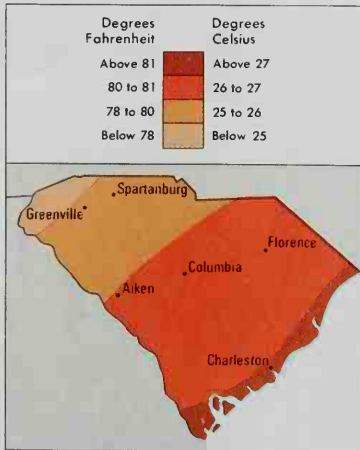 Degrees Fahrenheit Degrees Celsius
Above 81 Above 27
80 to 81 26 to 27
78 to 80 25 to 26
Below 78 Below 25
Spartanburg
Greenville
Florence
Columbia
Aiken
Charleston